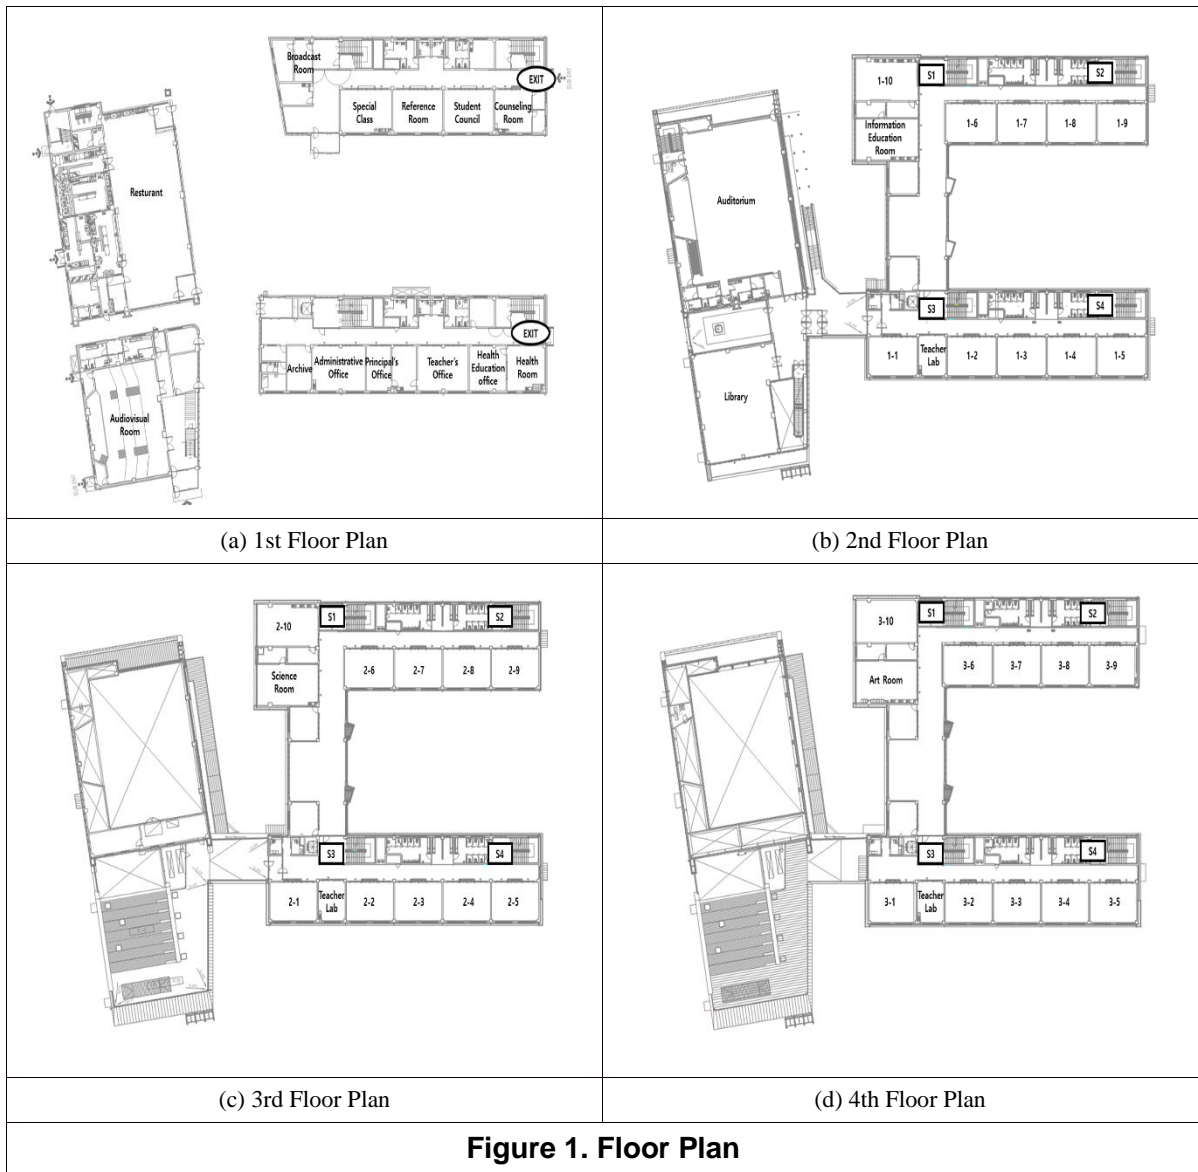 Broadcast
Room
EXIT
SUB ENT
Special
Class
Reference
Room
Student
Council
Counseling
Room
Resturant
EXIT
Archive
Administrative
Office
Principal's
Office
Teacher's
Office
Health
Education
office
Health
Room
Audiovisual
Room
SUB ENT
(a) 1st Floor Plan
S1
S2
1-10
1-6
1-7
1-8
1-9
Information
Education
Room
Auditorium
S3
S4
1-1
Teacher
Lab
1-2
1-3
1-4
1-5
Library
(b) 2nd Floor Plan
S1
S2
2-10
2-6
2-7
2-8
2-9
Science
Room
S3
S4
2-1
Teacher
Lab
2-2
2-3
2-4
2-5
(c) 3rd Floor Plan
S1
S2
3-10
3-6
3-7
3-8
3-9
Art Room
S3
S4
3-1
Teacher
Lab
3-2
3-3
3-4
3-5
(d) 4th Floor Plan
Figure 1. Floor Plan